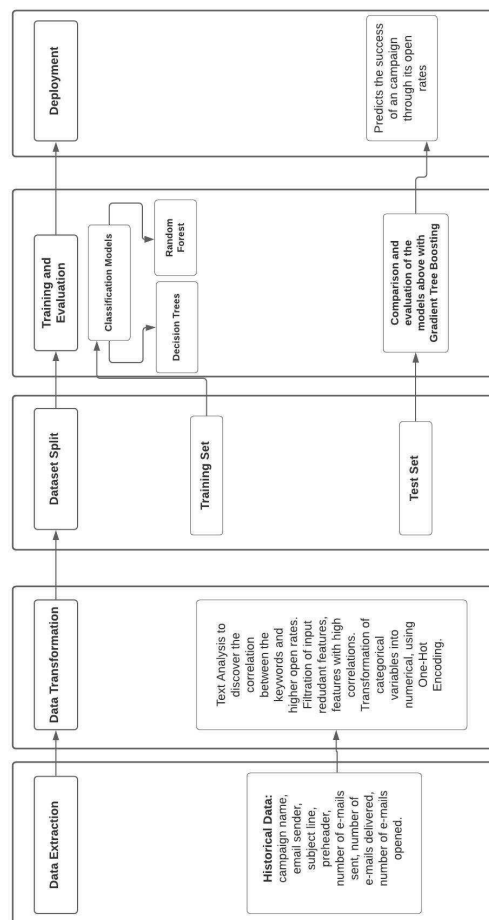 Data Extraction
Historical Data:
campaign name,
email sender,
subject line,
preheader,
number of e-mails
sent, number of
e-mails delivered,
number of e-mails
opened.
Data Transformation
Text Analysis to
discover the
correlation
between the
keywords and
higher open rates.
Filtration of input
redudant features,
features with high
correlations.
Transformation of
categorical
variables into
numerical, using
One-Hot
Encoding.
Dataset Split
Training Set
Test Set
Training and
Evaluation
Classification Models
Decision Trees
Random
Forest
Comparison and
evaluation of the
models above with
Gradient Tree Boosting
Deployment
Predicts the success
of an campaign
through its open
rates